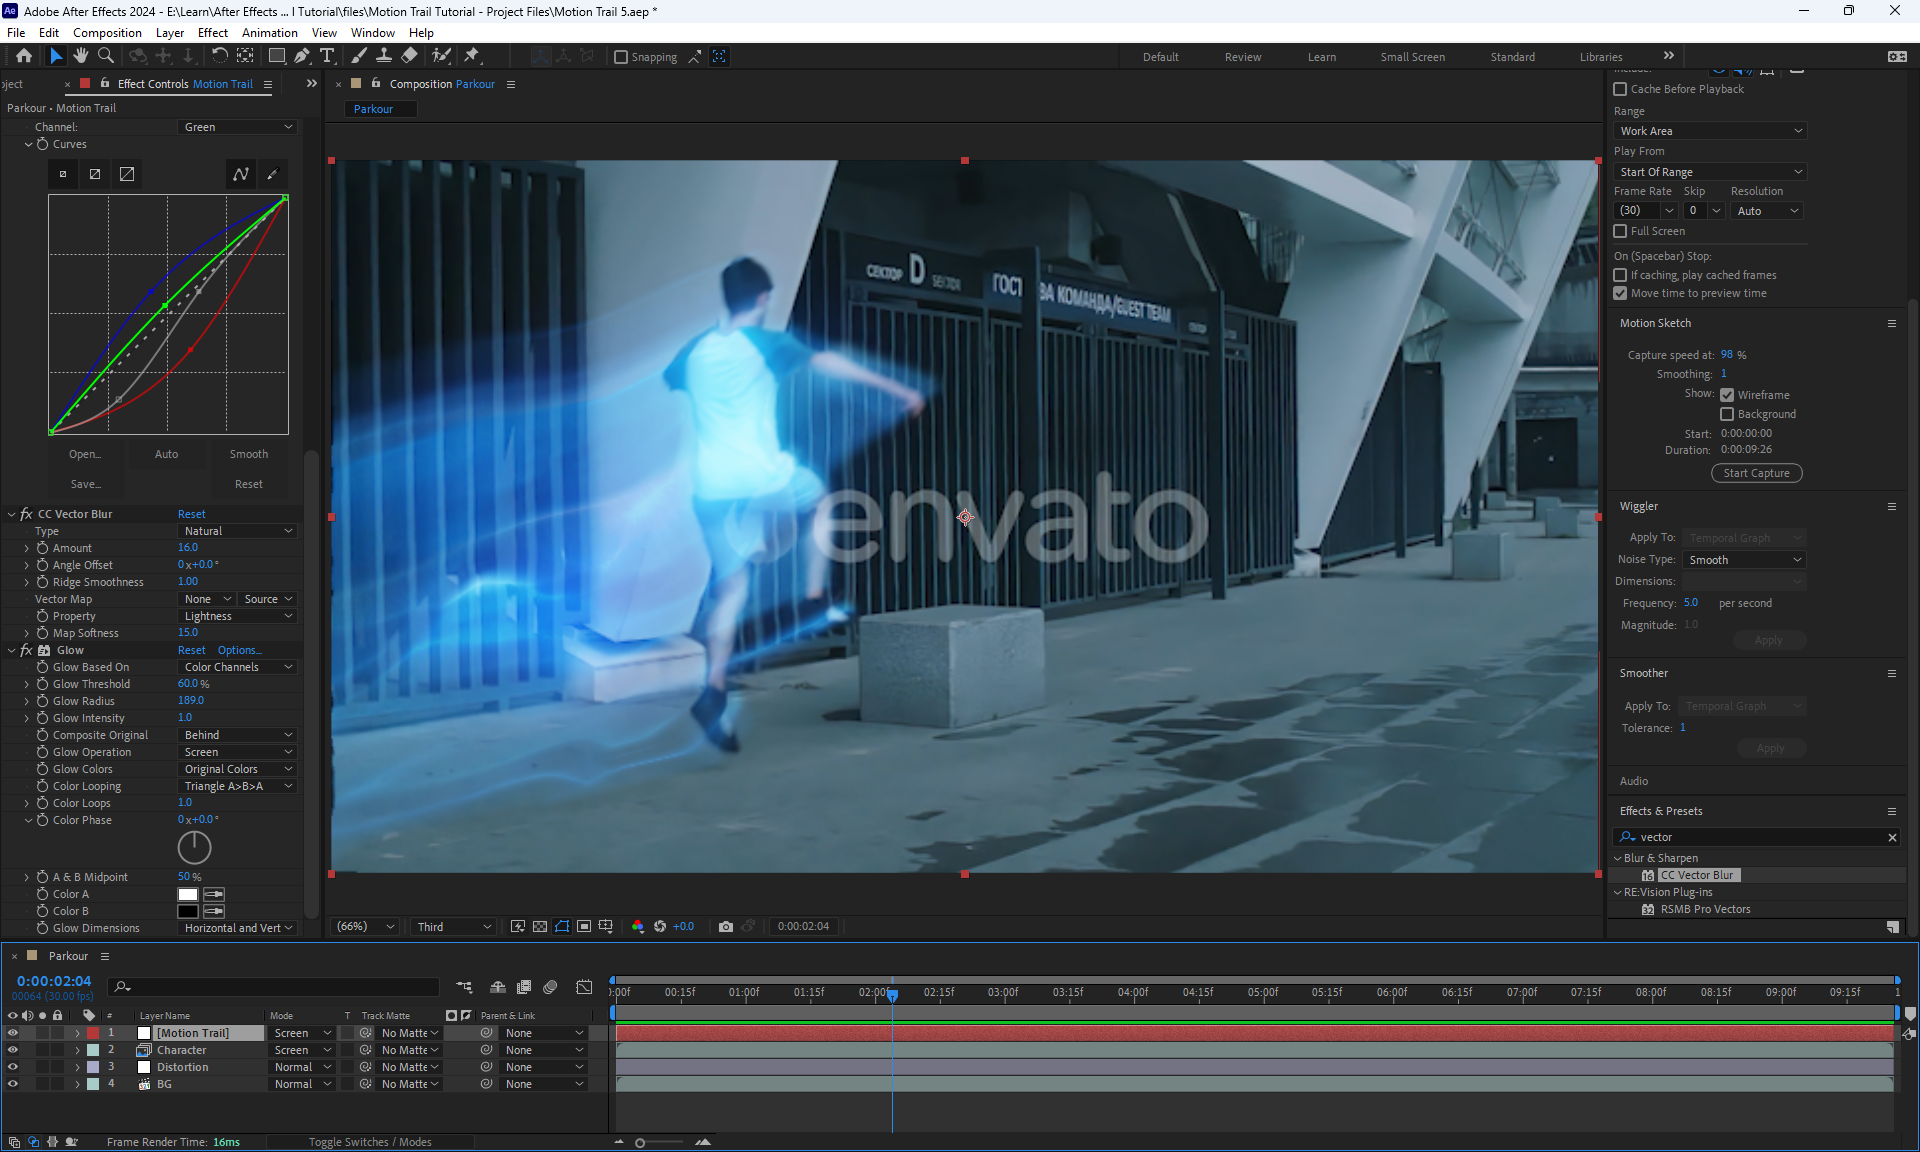 Ae Adobe After Effects 2024 - E:\Learn\After Effects ... l Tutorial\files\Motion Trail Tutorial - Project Files\Motion Trail 5.aep *
File Edit Composition Layer Effect Animation View Window Help
Snapping
Default Review Learn Small Screen Standard Libraries
oject × Effect Controls Motion Trail
Parkour • Motion Trail
Channel: Green
Curves
Open... Auto Smooth
Save... Reset
fx CC Vector Blur Reset
Type Natural
Amount 16.0
Angle Offset 0x+0.0°
Ridge Smoothness 1.00
Vector Map None Source
Property Lightness
Map Softness 15.0
fx Glow Reset Options...
Glow Based On Color Channels
Glow Threshold 60.0 %
Glow Radius 189.0
Glow Intensity 1.0
Composite Original Behind
Glow Operation Screen
Glow Colors Original Colors
Color Looping Triangle A>B>A
Color Loops 1.0
Color Phase 0x+0.0°
A & B Midpoint 50 %
Color A
Color B
Glow Dimensions Horizontal and Vert
× Composition Parkour
Parkour
СЕКТОР D
ГОСТ ВА КОМАНДА/GUEST TEAM
envato
(66%) Third +0.0 0:00:02:04
Cache Before Playback
Range
Work Area
Play From
Start Of Range
Frame Rate Skip Resolution
(30) 0 Auto
Full Screen
On (Spacebar) Stop:
If caching, play cached frames
Move time to preview time
Motion Sketch
Capture speed at: 98 %
Smoothing: 1
Show: Wireframe
Background
Start: 0:00:00:00
Duration: 0:00:09:26
Start Capture
Wiggler
Apply To: Temporal Graph
Noise Type: Smooth
Dimensions:
Frequency: 5.0 per second
Magnitude: 1.0
Apply
Smoother
Apply To: Temporal Graph
Tolerance: 1
Apply
Audio
Effects & Presets
vector
Blur & Sharpen
16 CC Vector Blur
RE:Vision Plug-ins
32 RSMB Pro Vectors
× Parkour
0:00:02:04
00064 (30.00 fps)
# Layer Name Mode T Track Matte Parent & Link
1 [Motion Trail] Screen No Matte None
2 Character Screen No Matte None
3 Distortion Normal No Matte None
4 BG Normal No Matte None
):00f 00:15f 01:00f 01:15f 02:00f 02:15f 03:00f 03:15f 04:00f 04:15f 05:00f 05:15f 06:00f 06:15f 07:00f 07:15f 08:00f 08:15f 09:00f 09:15f 1
Frame Render Time: 16ms Toggle Switches / Modes